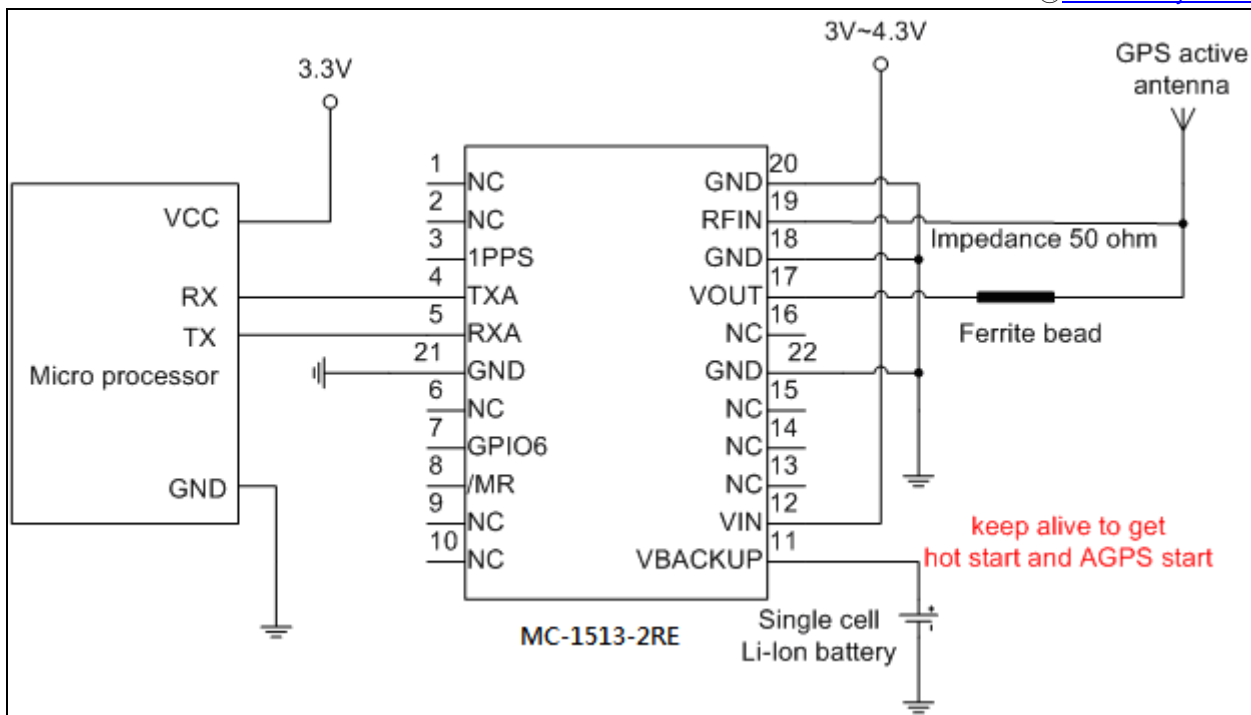 3V~4.3V
GPS active
antenna
3.3V
VCC
RX
TX
Micro processor
GND
1
NC
2
NC
3
1PPS
4
TXA
5
RXA
21
GND
6
NC
7
GPIO6
8
/MR
9
NC
10
NC
20
GND
19
RFIN
18
GND
17
VOUT
16
NC
22
GND
15
NC
14
NC
13
NC
12
VIN
11
VBACKUP
MC-1513-2RE
Impedance 50 ohm
Ferrite bead
keep alive to get
hot start and AGPS start
Single cell
Li-Ion battery
+
-